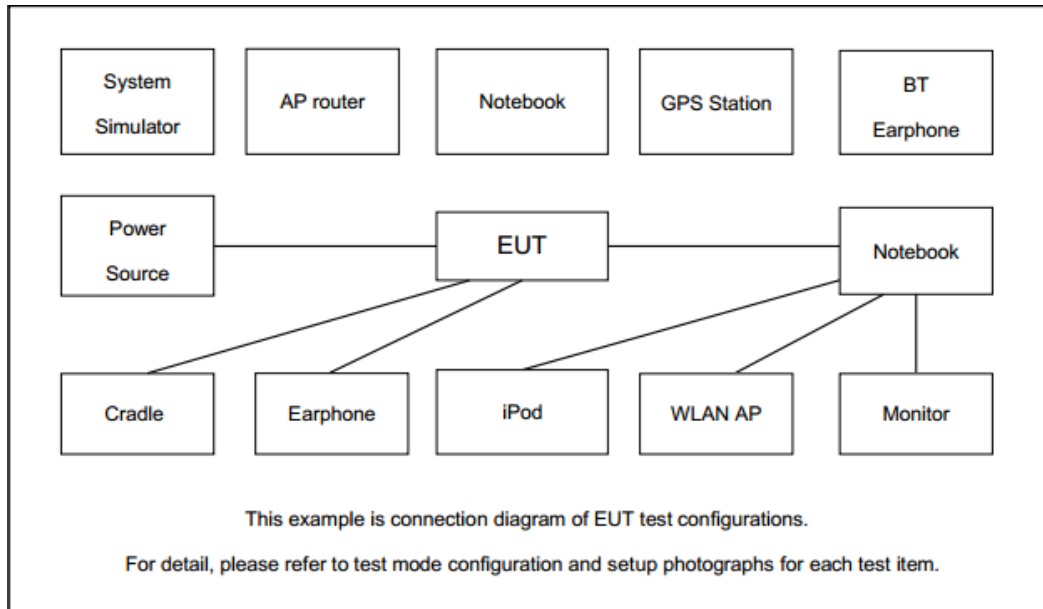 System
Simulator
AP router
Notebook
GPS Station
BT
Earphone
Power
Source
EUT
Notebook
Cradle
Earphone
iPod
WLAN AP
Monitor
This example is connection diagram of EUT test configurations.
For detail, please refer to test mode configuration and setup photographs for each test item.